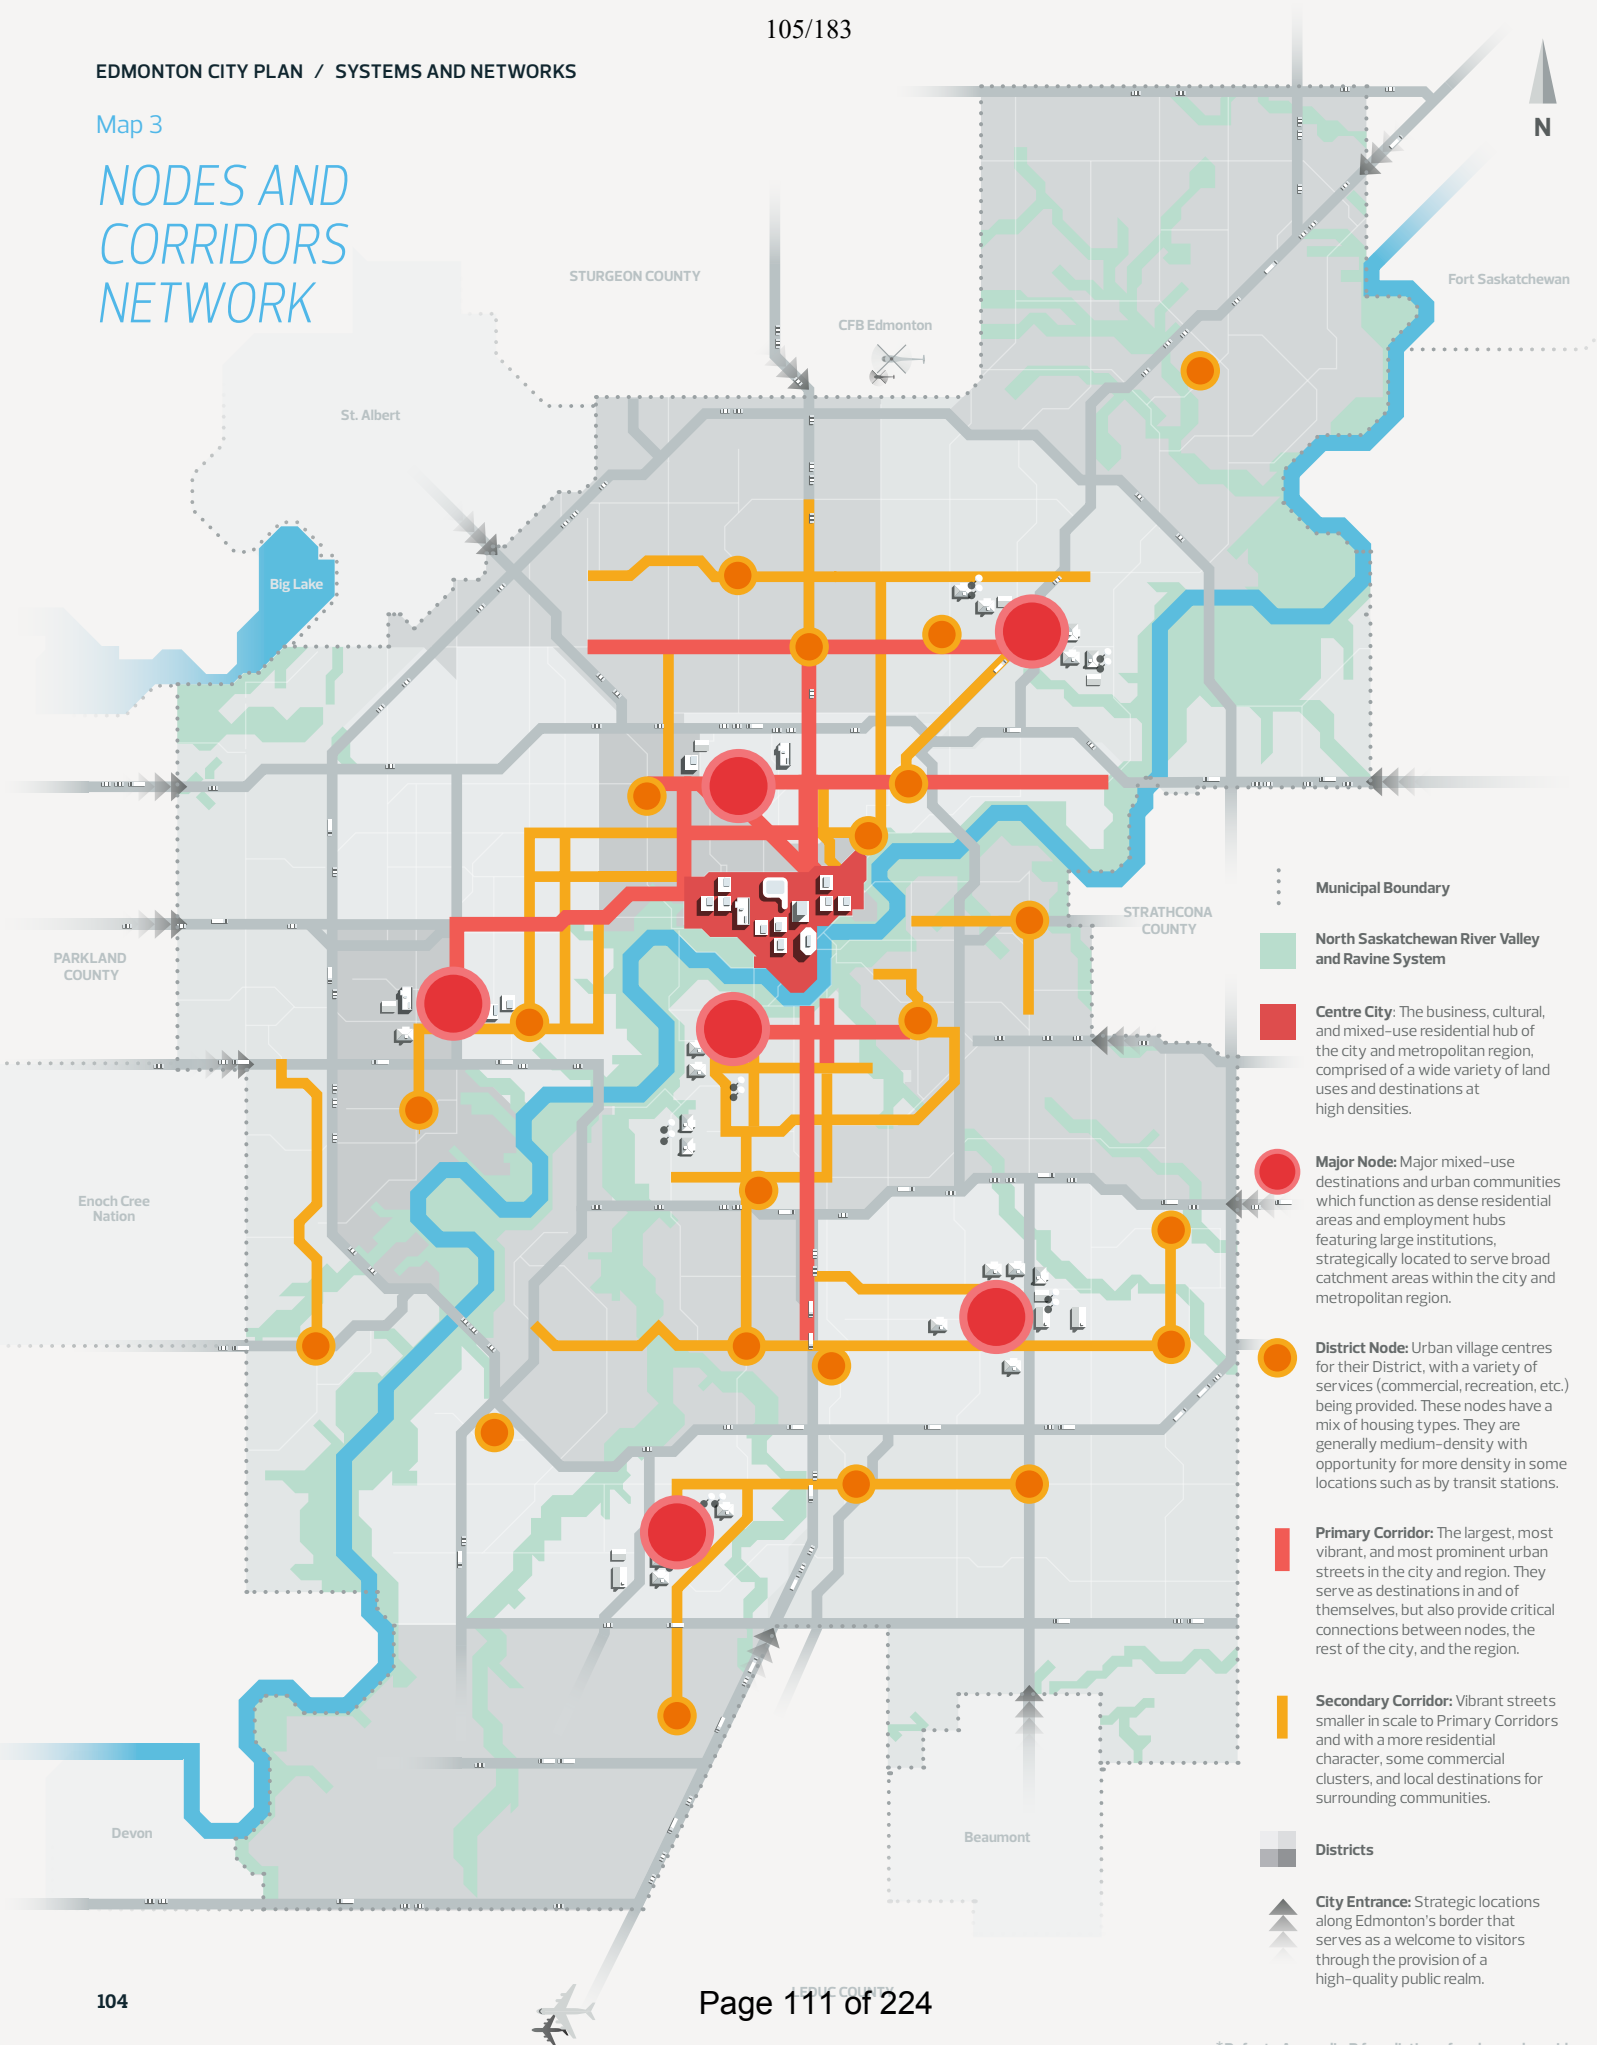 105/183
EDMONTON CITY PLAN / SYSTEMS AND NETWORKS
Map 3
NODES AND
CORRIDORS
NETWORK
N
STURGEON COUNTY
Fort Saskatchewan
CFB Edmonton
St. Albert
Big Lake
Municipal Boundary
STRATHCONA
COUNTY
North Saskatchewan River Valley
and Ravine System
PARKLAND
COUNTY
Centre City: The business, cultural,
and mixed-use residential hub of
the city and metropolitan region,
comprised of a wide variety of land
uses and destinations at
high densities.
Major Node: Major mixed-use
destinations and urban communities
which function as dense residential
areas and employment hubs
featuring large institutions,
strategically located to serve broad
catchment areas within the city and
metropolitan region.
Enoch Cree
Nation
District Node: Urban village centres
for their District, with a variety of
services (commercial, recreation, etc.)
being provided. These nodes have a
mix of housing types. They are
generally medium-density with
opportunity for more density in some
locations such as by transit stations.
Primary Corridor: The largest, most
vibrant, and most prominent urban
streets in the city and region. They
serve as destinations in and of
themselves, but also provide critical
connections between nodes, the
rest of the city, and the region.
Secondary Corridor: Vibrant streets
smaller in scale to Primary Corridors
and with a more residential
character, some commercial
clusters, and local destinations for
surrounding communities.
Devon
Beaumont
Districts
City Entrance: Strategic locations
along Edmonton's border that
serves as a welcome to visitors
through the provision of a
high-quality public realm.
LEDUC COUNTY
104
Page 111 of 224